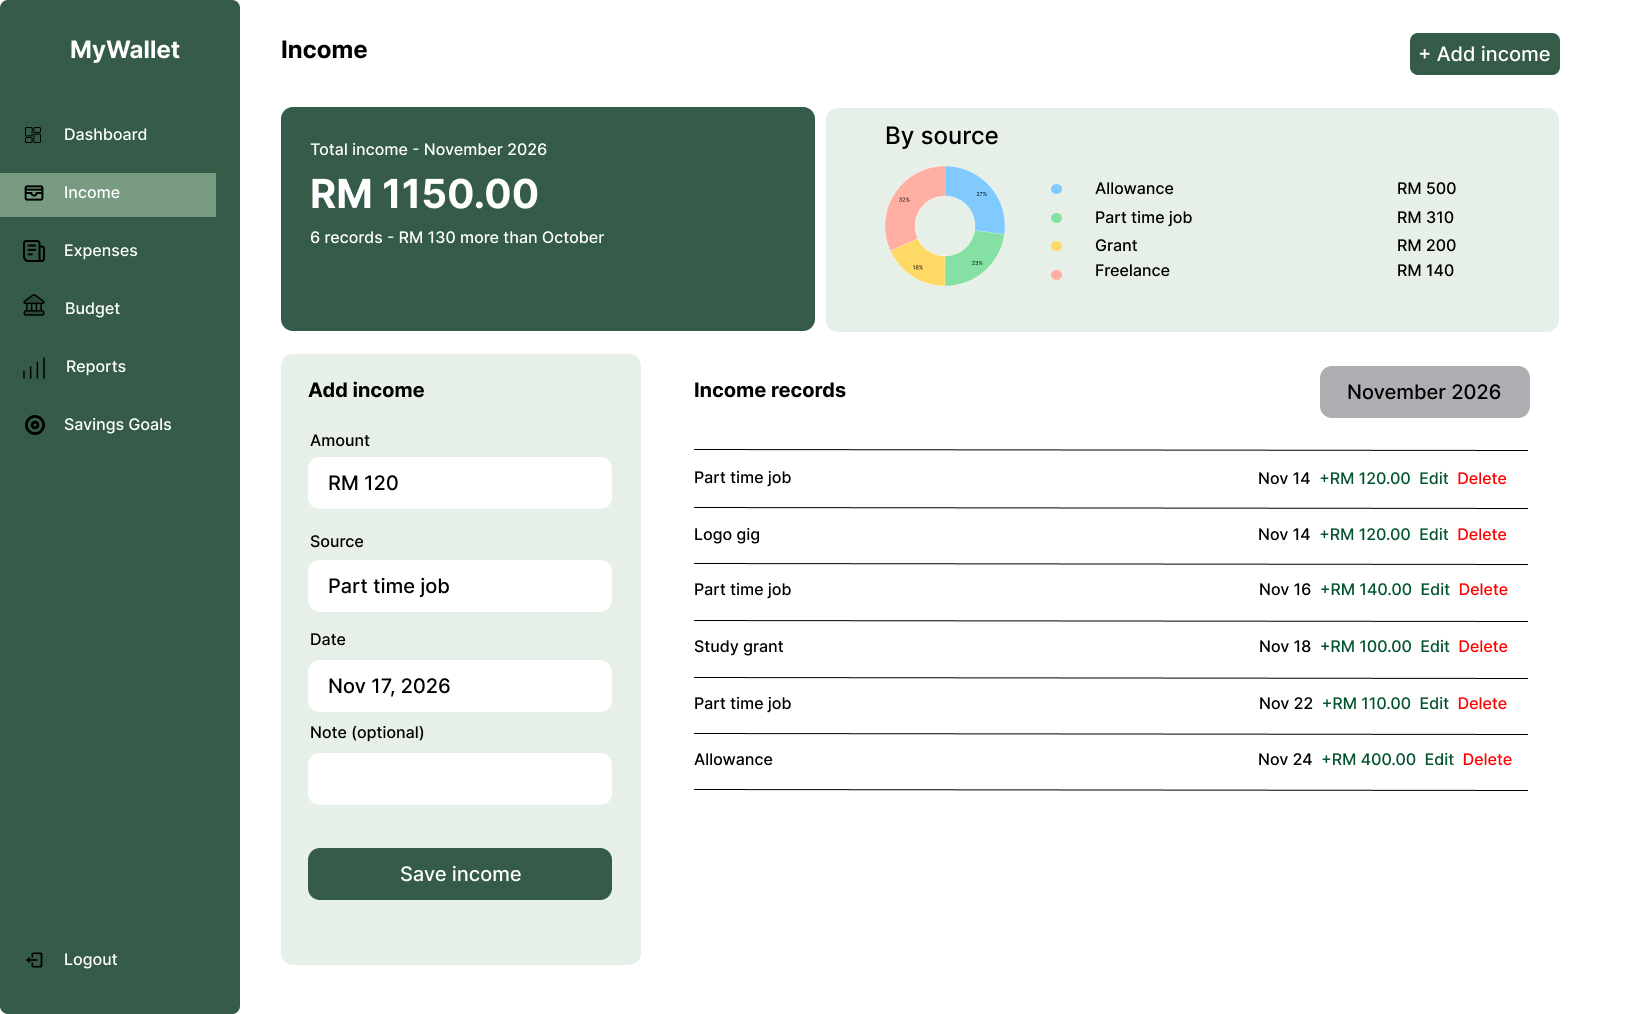 MyWallet
Dashboard
Income
Expenses
Budget
Reports
Savings Goals
Logout
Income
+ Add income
Total income - November 2026
RM 1150.00
6 records - RM 130 more than October
By source
27%
32%
23%
18%
Allowance RM 500
Part time job RM 310
Grant RM 200
Freelance RM 140
Add income
Amount
RM 120
Source
Part time job
Date
Nov 17, 2026
Note (optional)
Save income
Income records
November 2026
Part time job Nov 14 +RM 120.00 Edit Delete
Logo gig Nov 14 +RM 120.00 Edit Delete
Part time job Nov 16 +RM 140.00 Edit Delete
Study grant Nov 18 +RM 100.00 Edit Delete
Part time job Nov 22 +RM 110.00 Edit Delete
Allowance Nov 24 +RM 400.00 Edit Delete